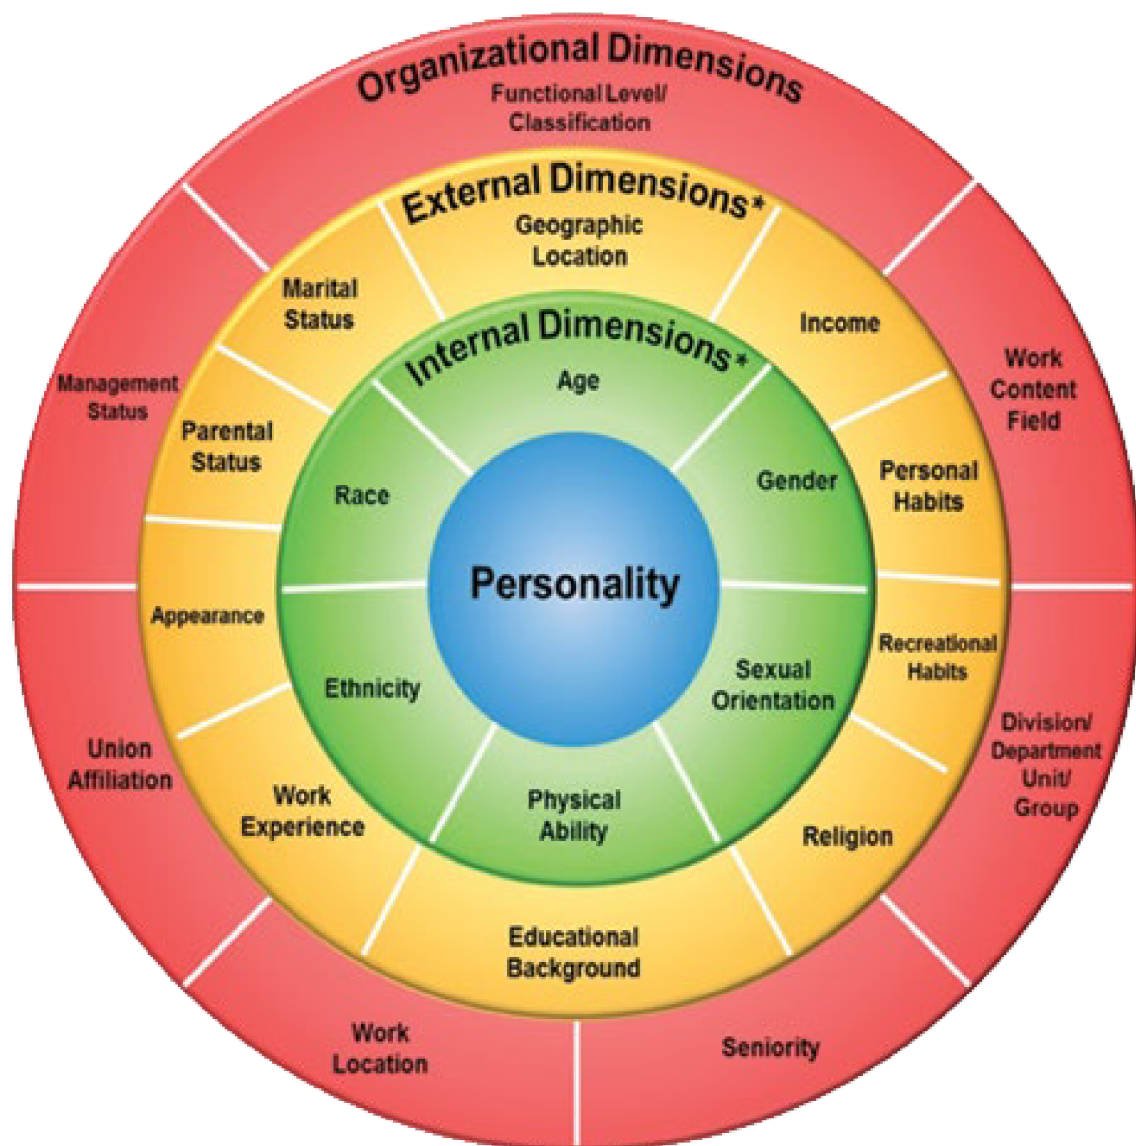 Organizational Dimensions
Functional Level/
Classification
External Dimensions*
Geographic
Location
Marital
Status
Income
Internal Dimensions*
Age
Management
Status
Work
Content
Field
Parental
Status
Personal
Habits
Race
Gender
Personality
Appearance
Recreational
Habits
Ethnicity
Sexual
Orientation
Union
Affiliation
Division/
Department
Unit/
Group
Work
Experience
Physical
Ability
Religion
Educational
Background
Work
Location
Seniority